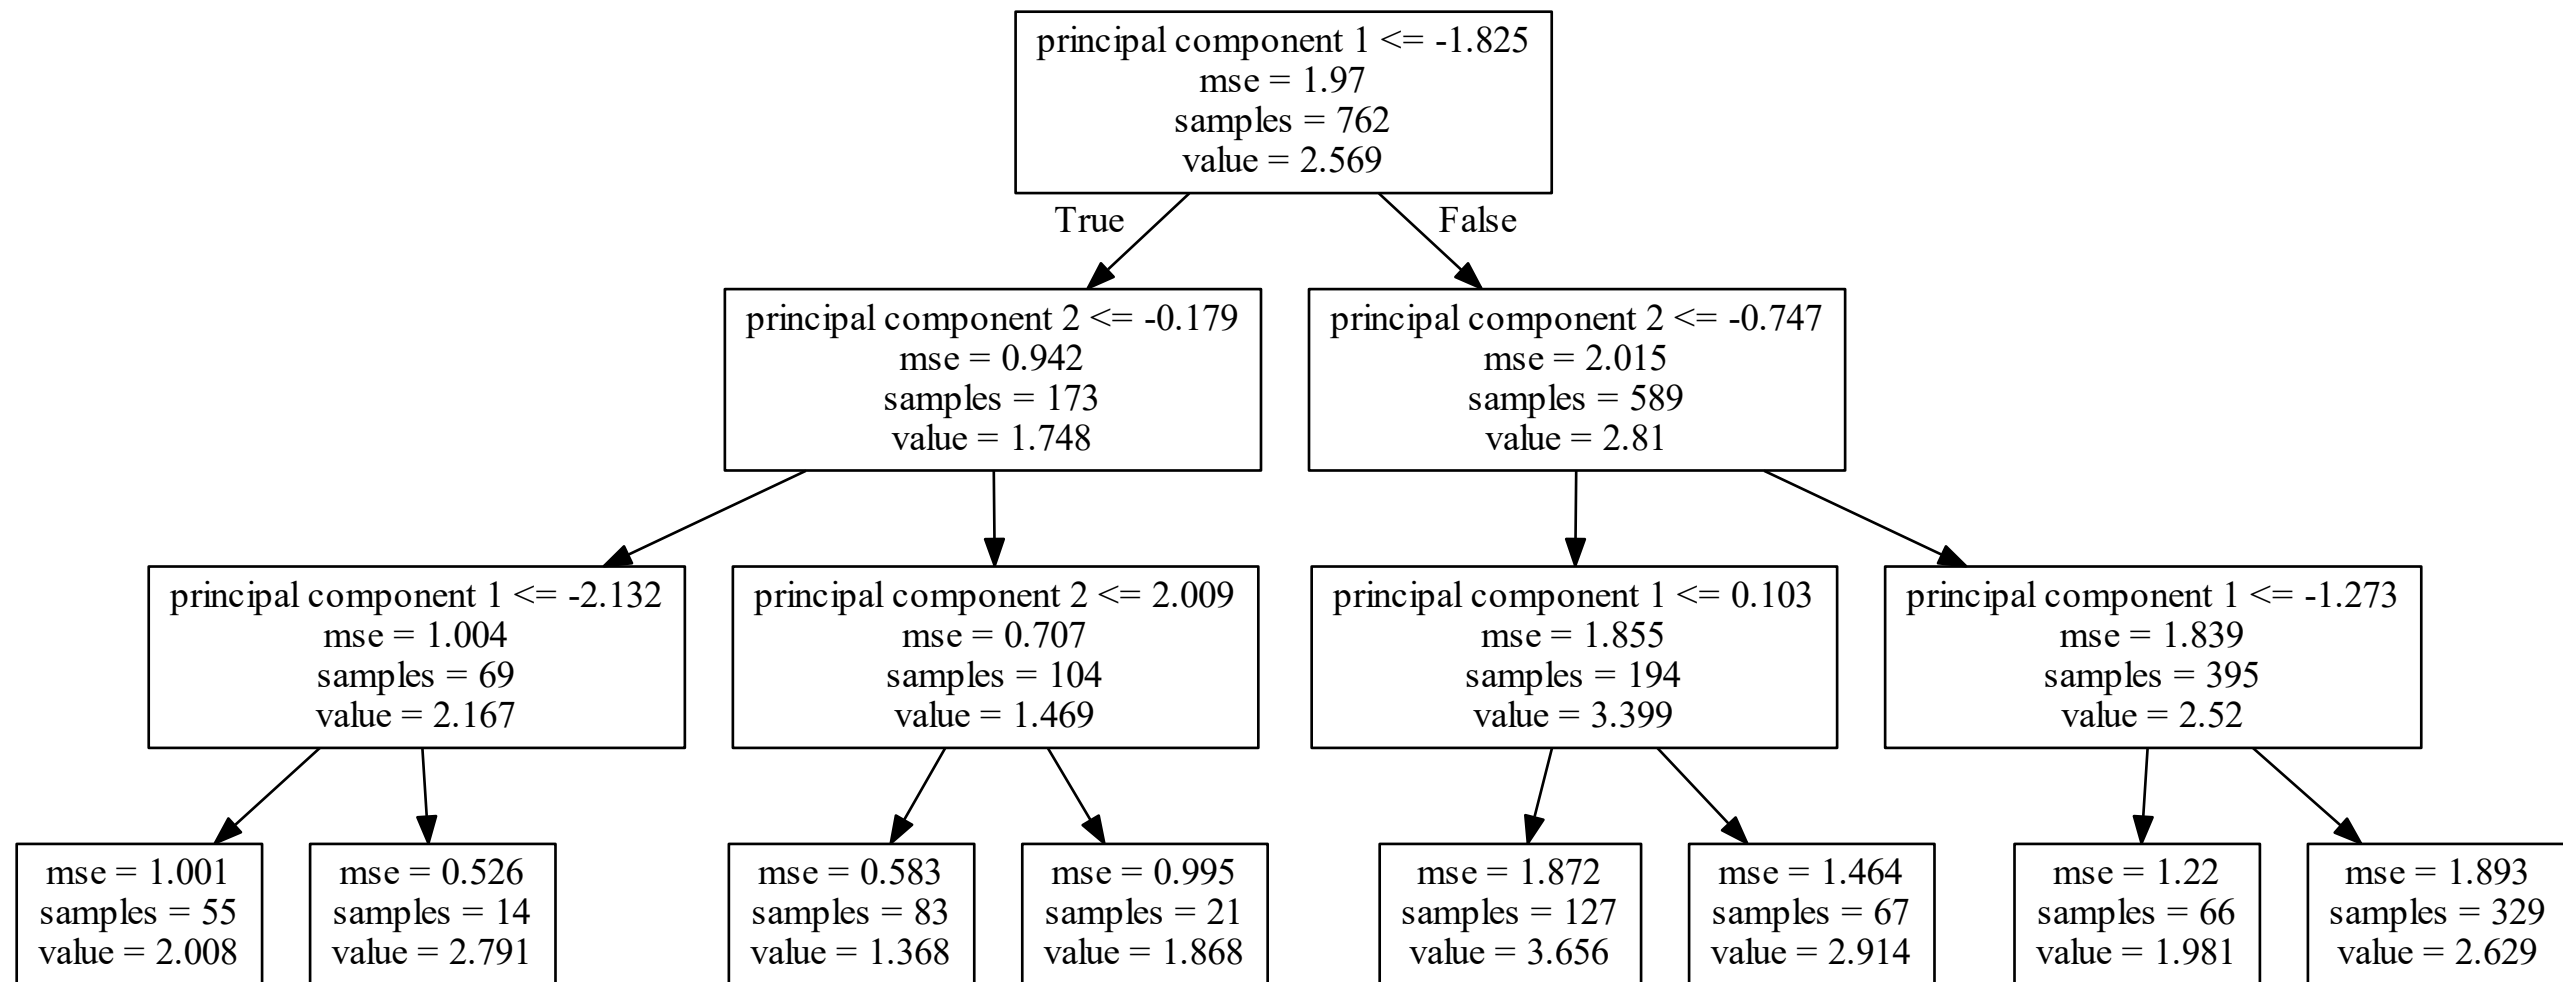 principal component 1 <= -1.825
mse = 1.97
samples = 762
value = 2.569
True
False
principal component 2 <= -0.179
mse = 0.942
samples = 173
value = 1.748
principal component 2 <= -0.747
mse = 2.015
samples = 589
value = 2.81
principal component 1 <= -2.132
mse = 1.004
samples = 69
value = 2.167
principal component 2 <= 2.009
mse = 0.707
samples = 104
value = 1.469
principal component 1 <= 0.103
mse = 1.855
samples = 194
value = 3.399
principal component 1 <= -1.273
mse = 1.839
samples = 395
value = 2.52
mse = 1.001
samples = 55
value = 2.008
mse = 0.526
samples = 14
value = 2.791
mse = 0.583
samples = 83
value = 1.368
mse = 0.995
samples = 21
value = 1.868
mse = 1.872
samples = 127
value = 3.656
mse = 1.464
samples = 67
value = 2.914
mse = 1.22
samples = 66
value = 1.981
mse = 1.893
samples = 329
value = 2.629